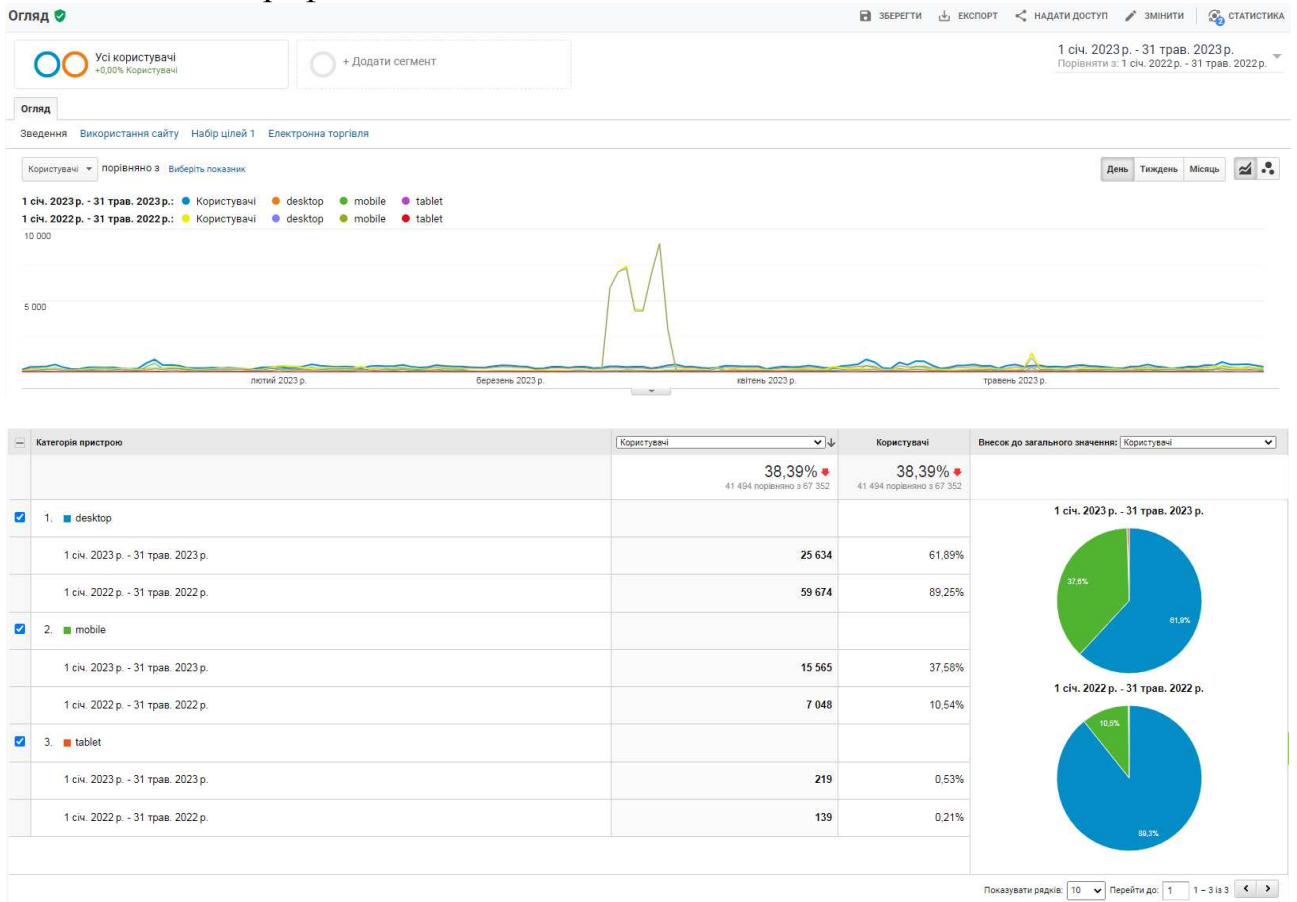 Огляд
ЗБЕРЕГТИ ЕКСПОРТ НАДАТИ ДОСТУП ЗМІНИТИ 2 СТАТИСТИКА
Усі користувачі
+0,00% Користувачі
+ Додати сегмент
1 січ. 2023 р. - 31 трав. 2023 р.
Порівняти з: 1 січ. 2022 р. - 31 трав. 2022 р.
Огляд
Зведення Використання сайту Набір цілей 1 Електронна торгівля
Користувачі порівняно з Виберіть показник
День Тиждень Місяць
1 січ. 2023 р. - 31 трав. 2023 р.: Користувачі desktop mobile tablet
1 січ. 2022 р. - 31 трав. 2022 р.: Користувачі desktop mobile tablet
10 000
5 000
лютий 2023 р. березень 2023 р. квітень 2023 р. травень 2023 р.
Категорія пристрою Користувачі Користувачі Внесок до загального значення: Користувачі
38,39% 38,39%
41 494 порівняно з 67 352 41 494 порівняно з 67 352
1. desktop
1 січ. 2023 р. - 31 трав. 2023 р. 25 634 61,89%
1 січ. 2022 р. - 31 трав. 2022 р. 59 674 89,25%
2. mobile
1 січ. 2023 р. - 31 трав. 2023 р. 15 565 37,58%
1 січ. 2022 р. - 31 трав. 2022 р. 7 048 10,54%
3. tablet
1 січ. 2023 р. - 31 трав. 2023 р. 219 0,53%
1 січ. 2022 р. - 31 трав. 2022 р. 139 0,21%
1 січ. 2023 р. - 31 трав. 2023 р.
37,6%
61,9%
1 січ. 2022 р. - 31 трав. 2022 р.
10,5%
89,3%
Показувати рядків: 10 Перейти до: 1 1 – 3 із 3